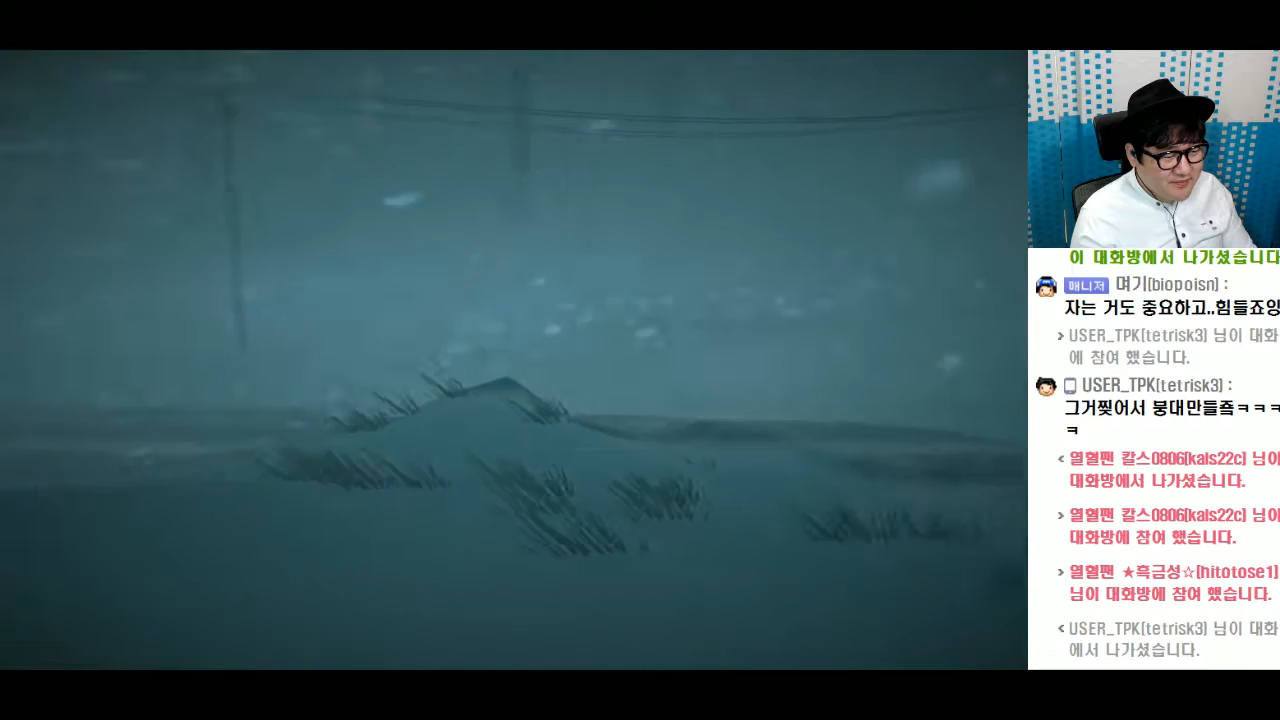 이 대화방에서 나가셨습니다
매니저 며기[biopoisn] :
자는 거도 중요하고..힘들죠잉
> USER_TPK[tetrisk3] 님이 대화
에 참여 했습니다.
USER_TPK[tetrisk3] :
그거찢어서 붕대만들죸ㅋㅋㅋ
ㅋ
< 열혈팬 칼스0806[kals22c] 님이
대화방에서 나가셨습니다.
> 열혈팬 칼스0806[kals22c] 님이
대화방에 참여 했습니다.
> 열혈팬 ★흑금성☆[hitotose1]
님이 대화방에 참여 했습니다.
< USER_TPK[tetrisk3] 님이 대화
에서 나가셨습니다.